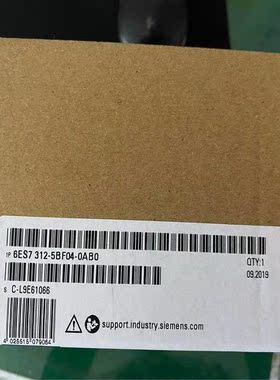 1P 6ES7 312-5BF04-0AB0
QTY:1
09.2019
S C-L9E61066
support.industry.siemens.com
4 025515 079064